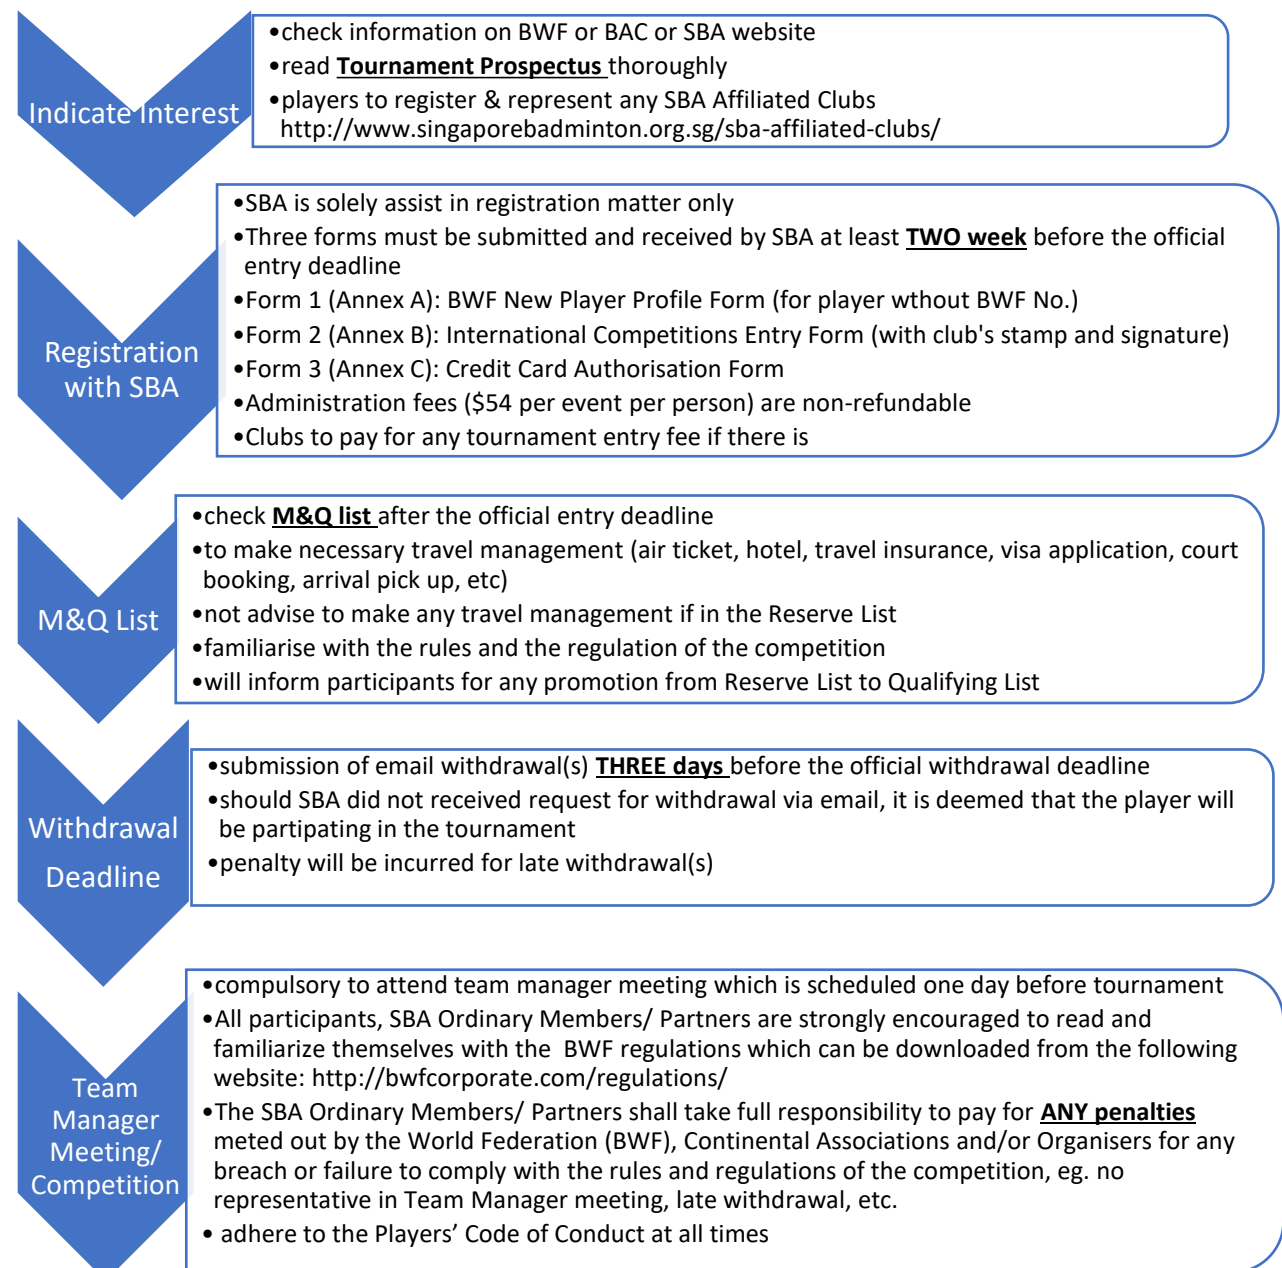 Indicate Interest
•check information on BWF or BAC or SBA website
•read Tournament Prospectus thoroughly
•players to register & represent any SBA Affiliated Clubs
http://www.singaporebadminton.org.sg/sba-affiliated-clubs/
Registration
with SBA
•SBA is solely assist in registration matter only
•Three forms must be submitted and received by SBA at least TWO week before the official
entry deadline
•Form 1 (Annex A): BWF New Player Profile Form (for player wthout BWF No.)
•Form 2 (Annex B): International Competitions Entry Form (with club's stamp and signature)
•Form 3 (Annex C): Credit Card Authorisation Form
•Administration fees ($54 per event per person) are non-refundable
•Clubs to pay for any tournament entry fee if there is
M&Q List
•check M&Q list after the official entry deadline
•to make necessary travel management (air ticket, hotel, travel insurance, visa application, court
booking, arrival pick up, etc)
•not advise to make any travel management if in the Reserve List
•familiarise with the rules and the regulation of the competition
•will inform participants for any promotion from Reserve List to Qualifying List
Withdrawal
Deadline
•submission of email withdrawal(s) THREE days before the official withdrawal deadline
•should SBA did not received request for withdrawal via email, it is deemed that the player will
be partipating in the tournament
•penalty will be incurred for late withdrawal(s)
Team
Manager
Meeting/
Competition
•compulsory to attend team manager meeting which is scheduled one day before tournament
•All participants, SBA Ordinary Members/ Partners are strongly encouraged to read and
familiarize themselves with the  BWF regulations which can be downloaded from the following
website: http://bwfcorporate.com/regulations/
•The SBA Ordinary Members/ Partners shall take full responsibility to pay for ANY penalties
meted out by the World Federation (BWF), Continental Associations and/or Organisers for any
breach or failure to comply with the rules and regulations of the competition, eg. no
representative in Team Manager meeting, late withdrawal, etc.
• adhere to the Players’ Code of Conduct at all times